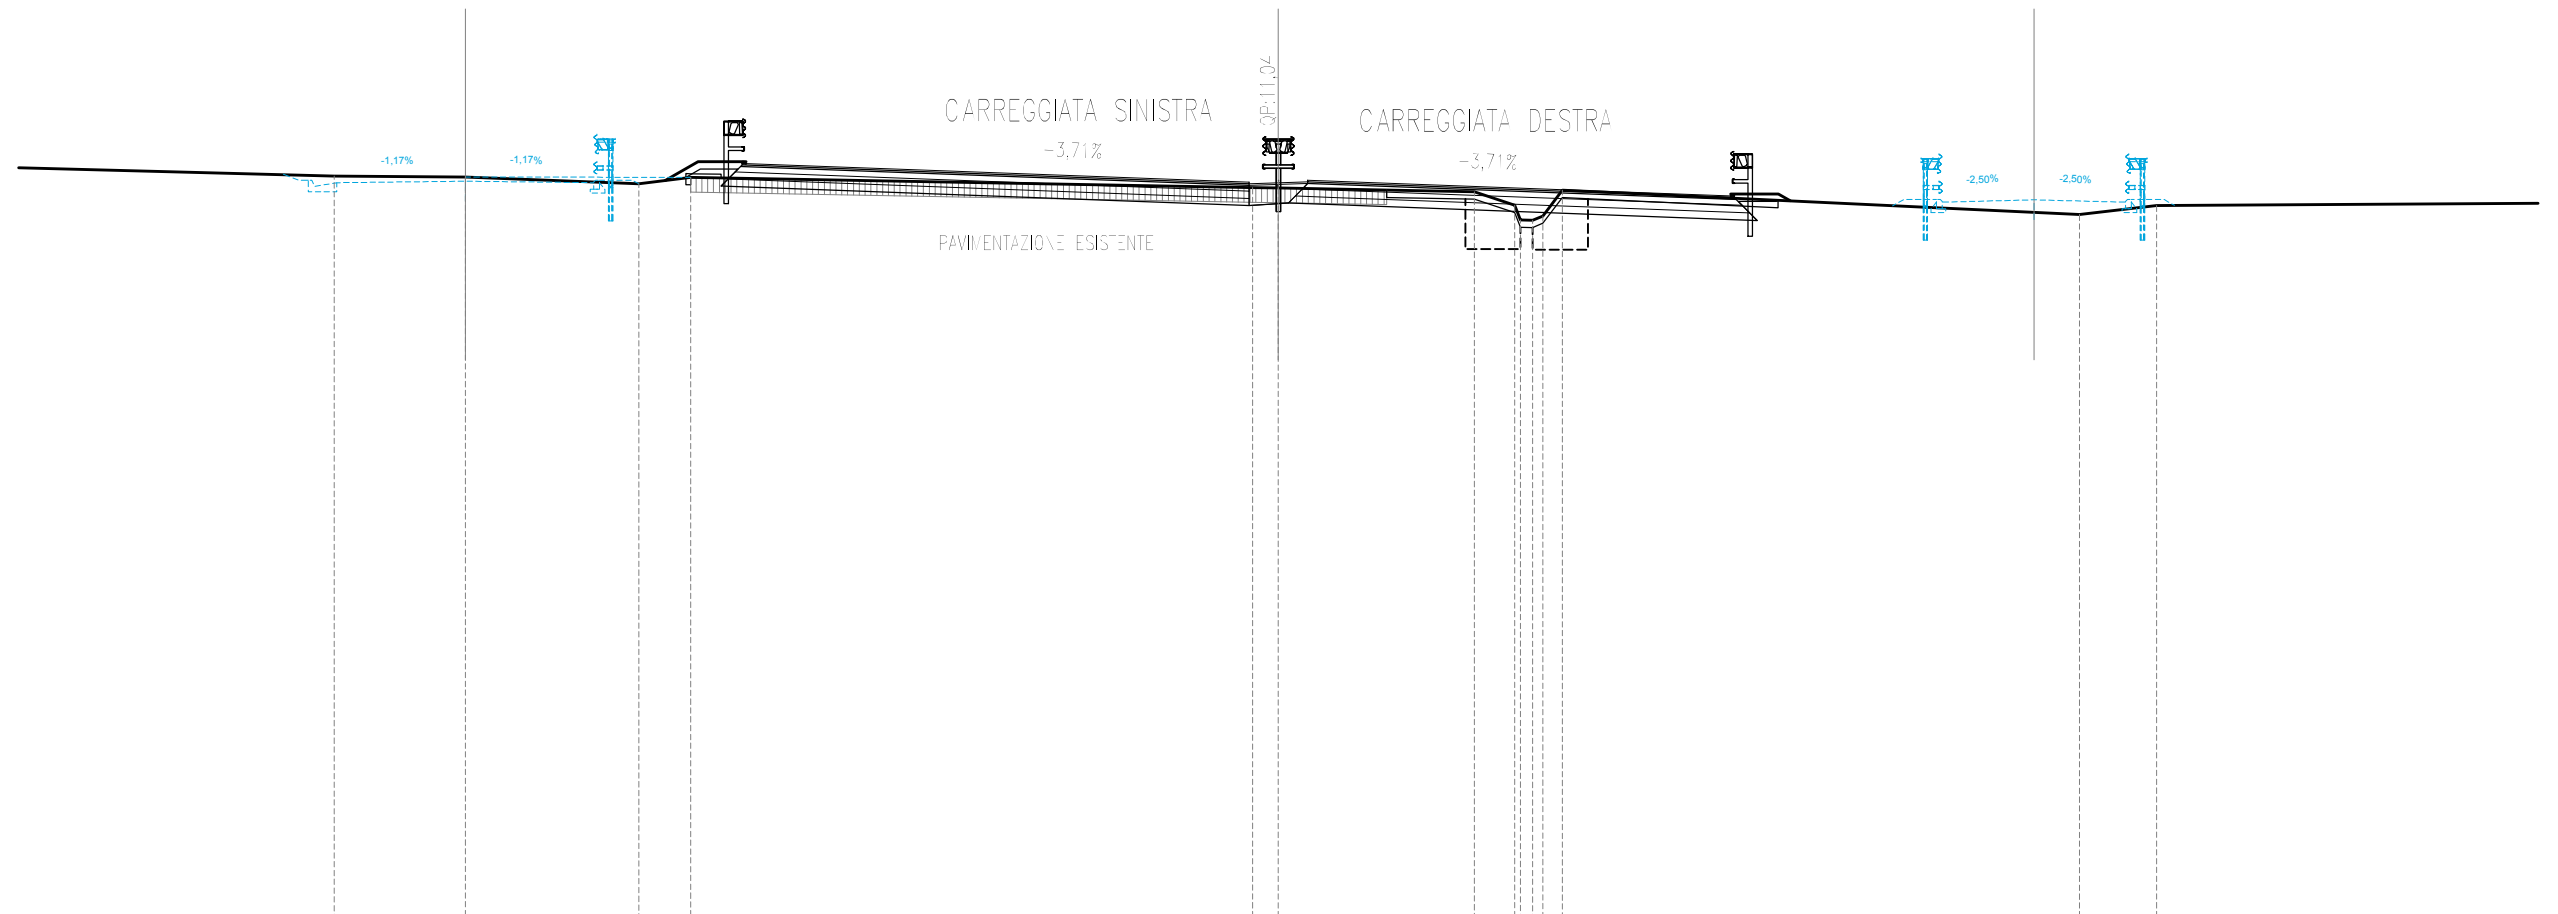 QP:11,04
CARREGGIATA SINISTRA
-3,71%
CARREGGIATA DESTRA
-3,71%
-1,17%
-1,17%
-2,50%
-2,50%
PAVIMENTAZIONE ESISTENTE